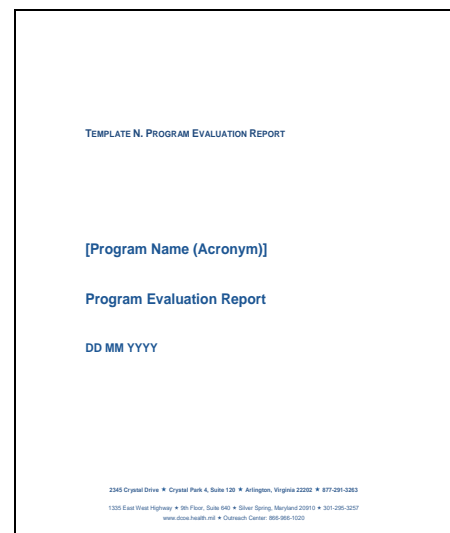 TEMPLATE N. PROGRAM EVALUATION REPORT
[Program Name (Acronym)]
Program Evaluation Report
DD MM YYYY
2345 Crystal Drive ★ Crystal Park 4, Suite 120 ★ Arlington, Virginia 22202 ★ 877-291-3263
1335 East West Highway ★ 9th Floor, Suite 640 ★ Silver Spring, Maryland 20910 ★ 301-295-3257
www.dcoe.health.mil ★ Outreach Center: 866-966-1020